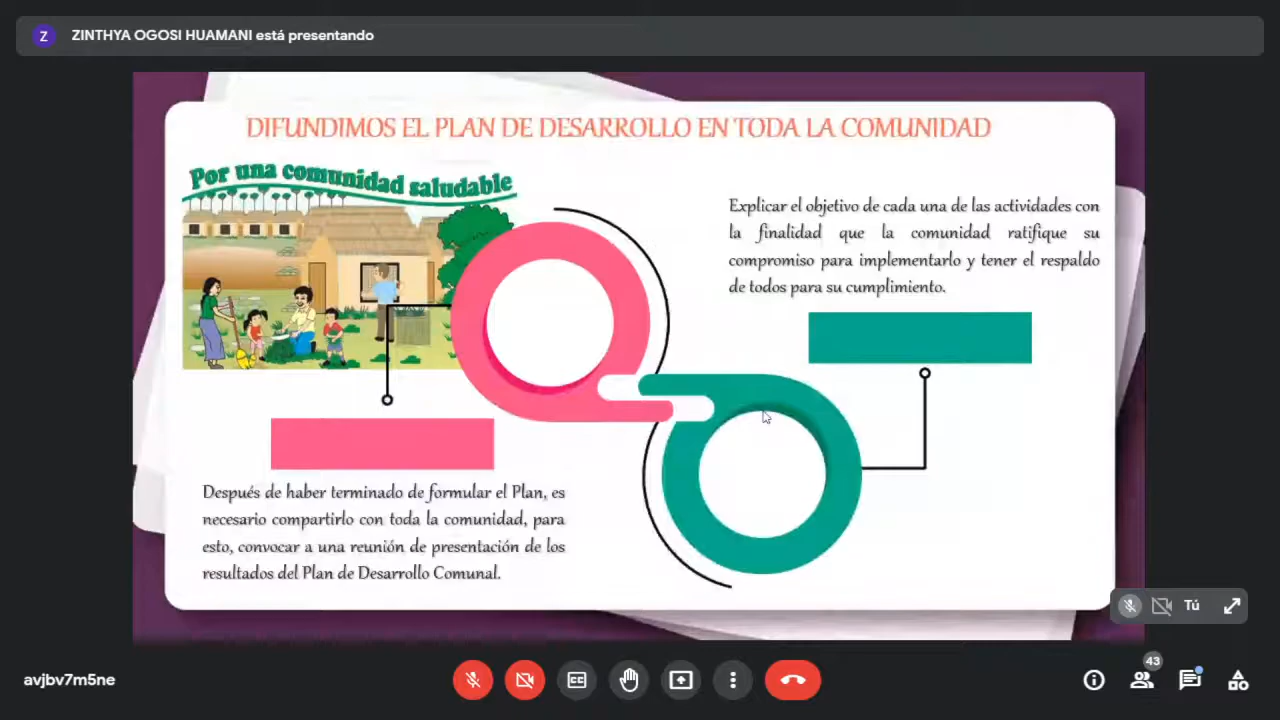 Z
ZINTHYA OGOSI HUAMANI está presentando
DIFUNDIMOS EL PLAN DE DESARROLLO EN TODA LA COMUNIDAD
Por una comunidad saludable
Explicar el objetivo de cada una de las actividades con
la finalidad que la comunidad ratifique su
compromiso para implementarlo y tener el respaldo
de todos para su cumplimiento.
Después de haber terminado de formular el Plan, es
necesario compartirlo con toda la comunidad, para
esto, convocar a una reunión de presentación de los
resultados del Plan de Desarrollo Comunal.
Tú
avjbv7m5ne
CC
43